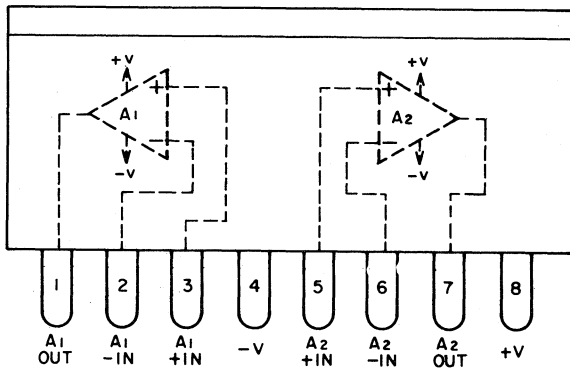 +V +V
+ +
A1 A2
- -
-V -V
1 2 3 4 5 6 7 8
A1 OUT
A1 -IN
A1 +IN
-V
A2 +IN
A2 -IN
A2 OUT
+V